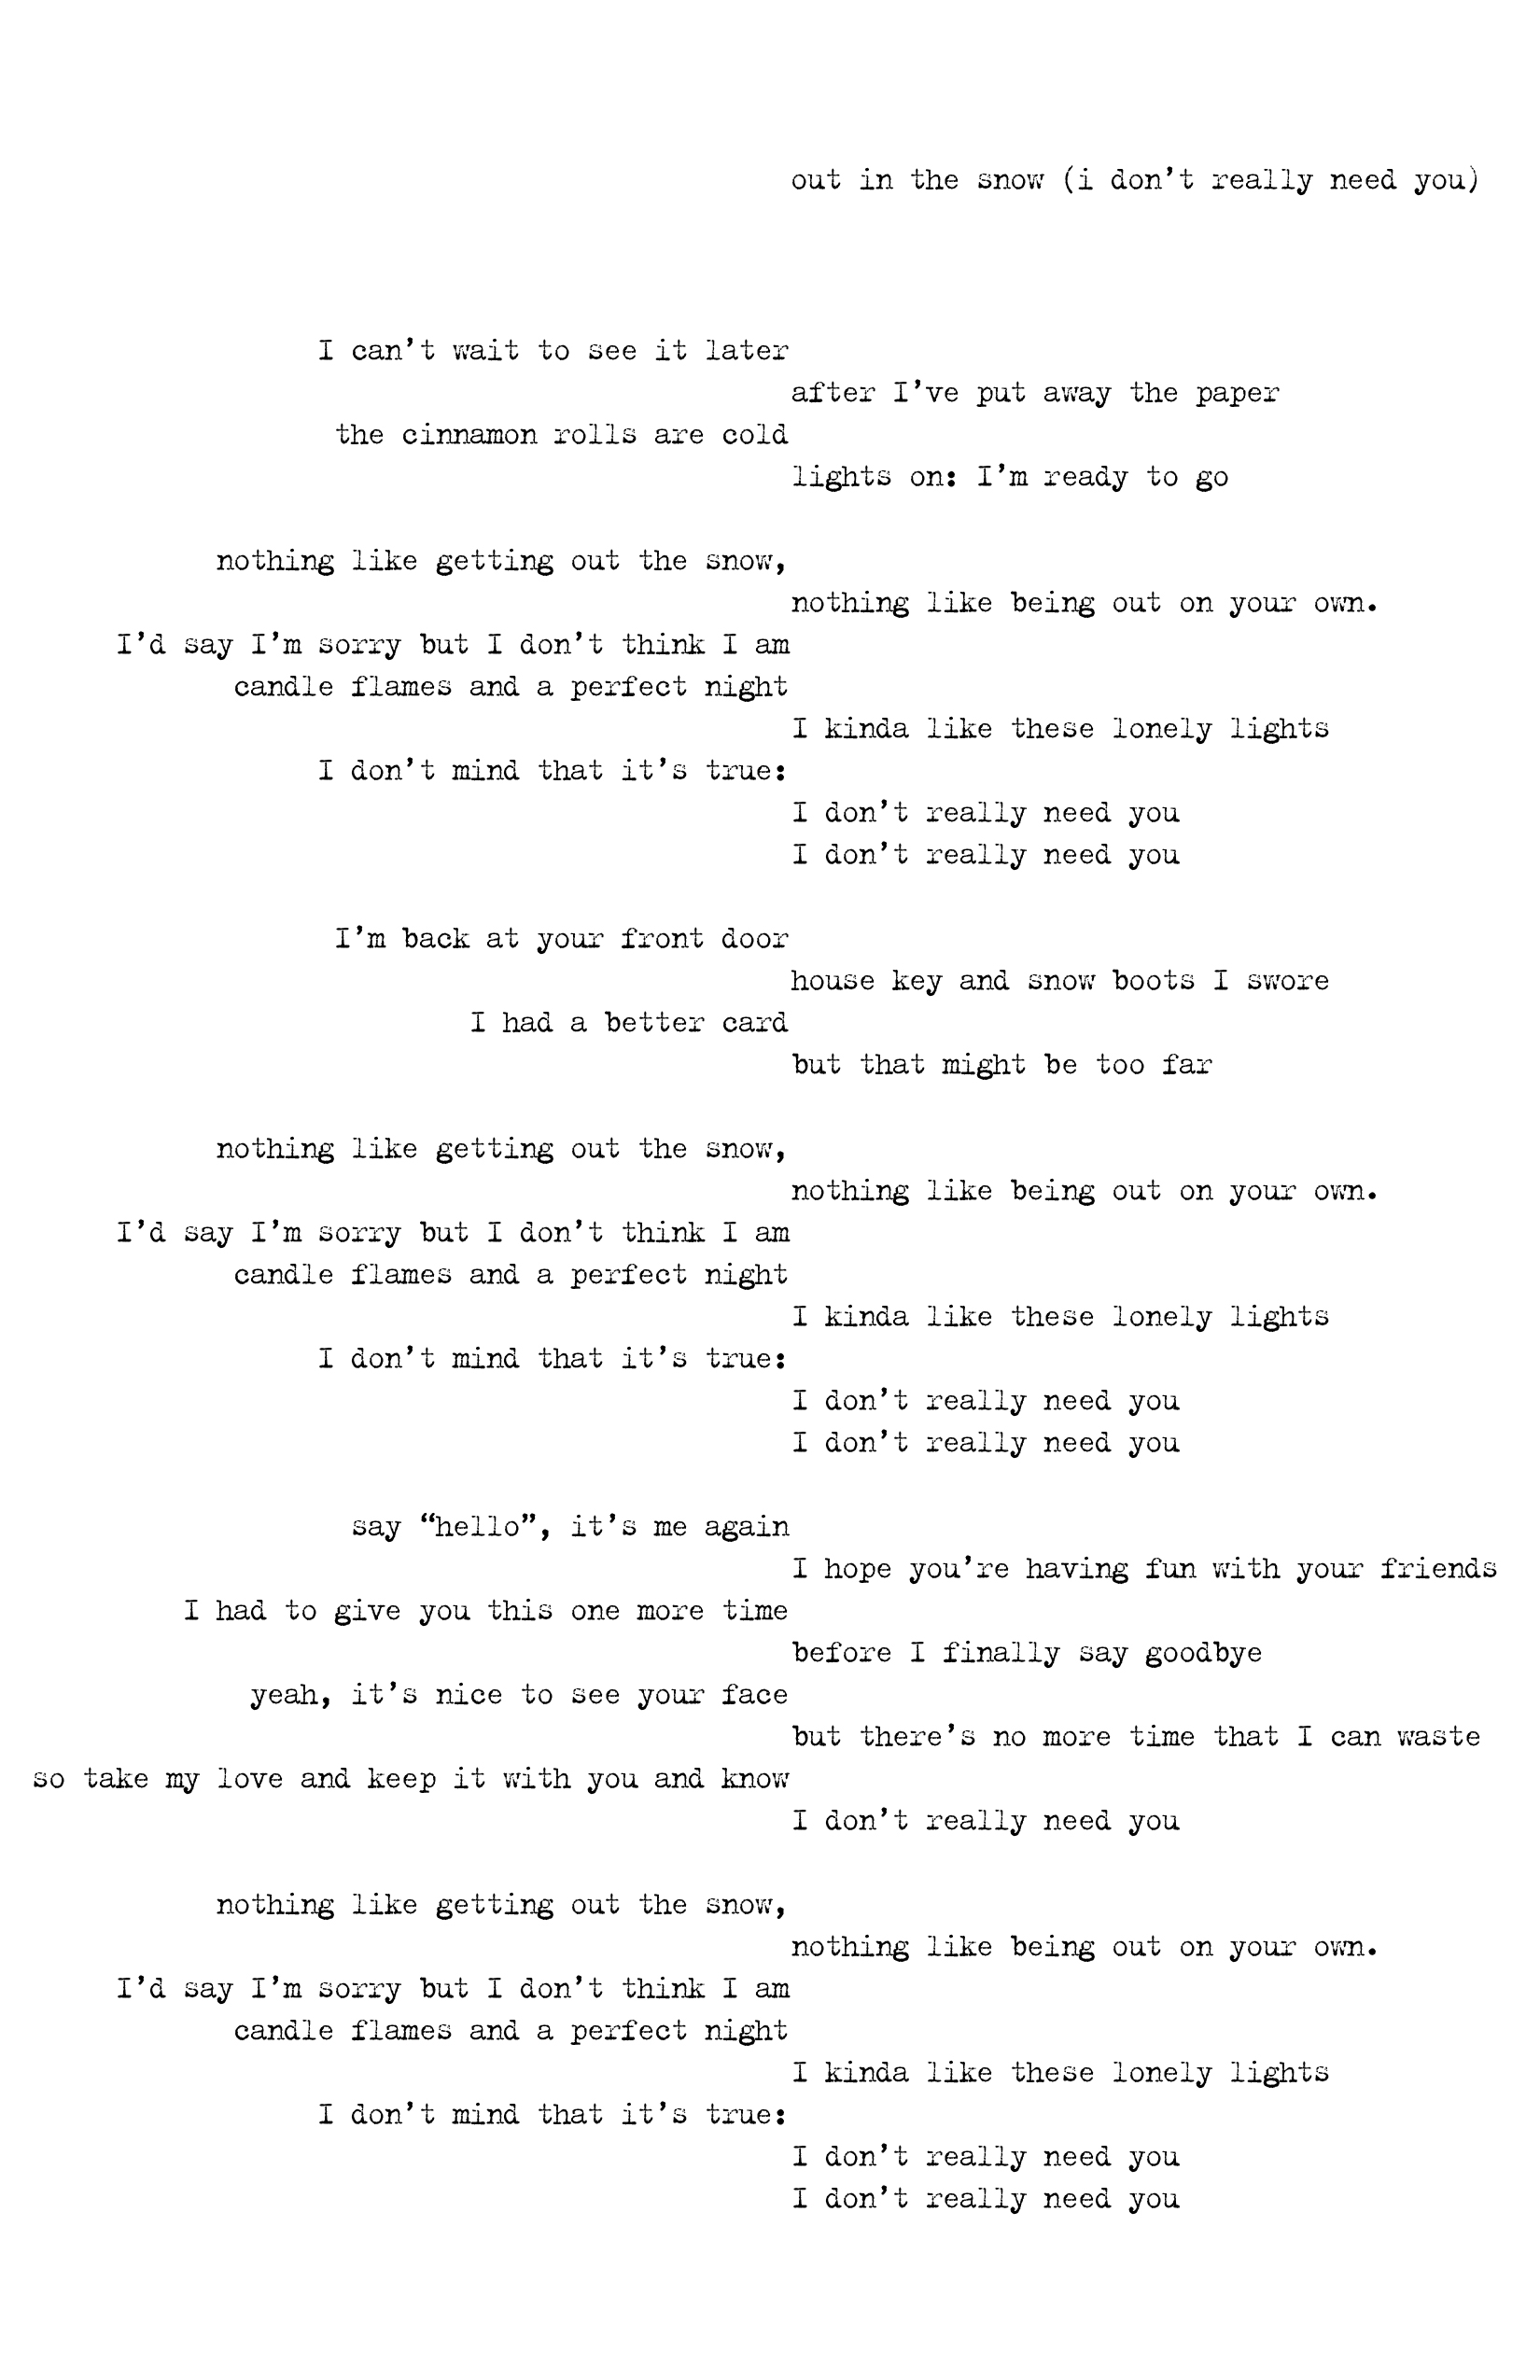 out in the snow (i don't really need you)
I can't wait to see it later
after I've put away the paper
the cinnamon rolls are cold
lights on: I'm ready to go
nothing like getting out the snow,
nothing like being out on your own.
I'd say I'm sorry but I don't think I am
candle flames and a perfect night
I kinda like these lonely lights
I don't mind that it's true:
I don't really need you
I don't really need you
I'm back at your front door
house key and snow boots I swore
I had a better card
but that might be too far
nothing like getting out the snow,
nothing like being out on your own.
I'd say I'm sorry but I don't think I am
candle flames and a perfect night
I kinda like these lonely lights
I don't mind that it's true:
I don't really need you
I don't really need you
say “hello”, it's me again
I hope you're having fun with your friends
I had to give you this one more time
before I finally say goodbye
yeah, it's nice to see your face
but there's no more time that I can waste
so take my love and keep it with you and know
I don't really need you
nothing like getting out the snow,
nothing like being out on your own.
I'd say I'm sorry but I don't think I am
candle flames and a perfect night
I kinda like these lonely lights
I don't mind that it's true:
I don't really need you
I don't really need you